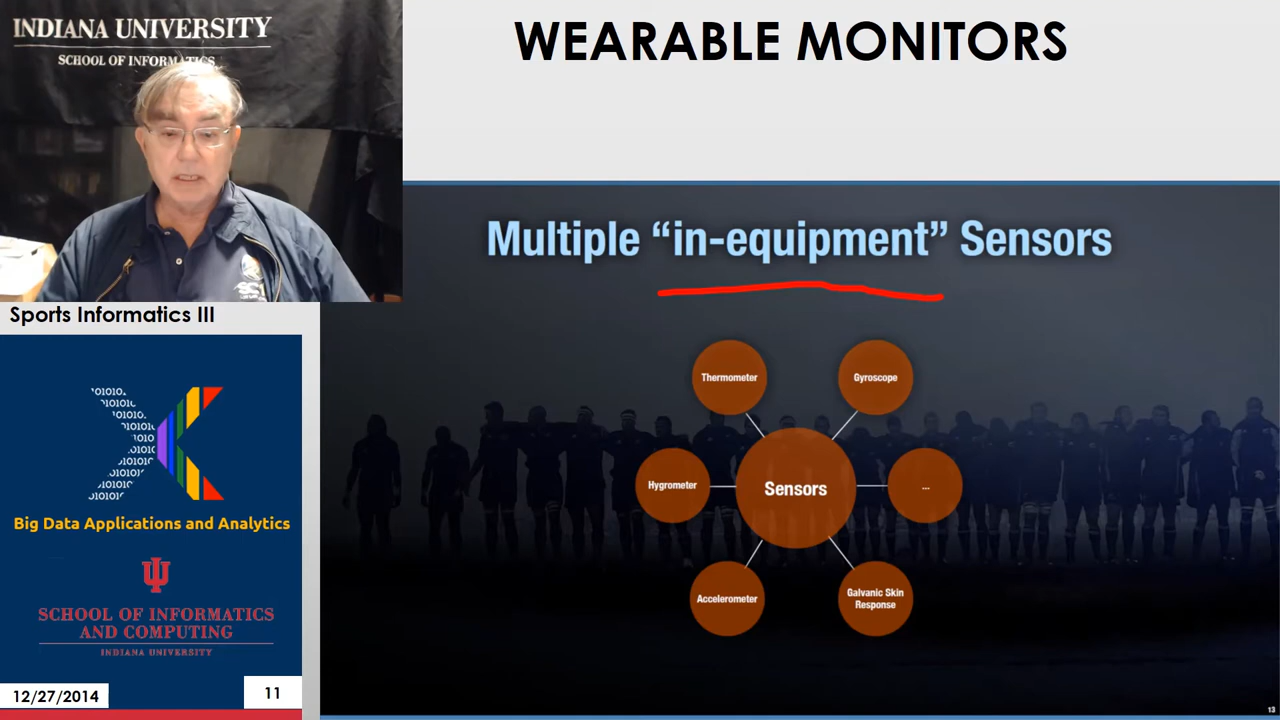 INDIANA UNIVERSITY
SCHOOL OF INFORMATICS
WEARABLE MONITORS
Multiple “in-equipment” Sensors
Sports Informatics III
Thermometer
Gyroscope
Hygrometer
Sensors
...
Accelerometer
Galvanic Skin
Response
Big Data Applications and Analytics
SCHOOL OF INFORMATICS
AND COMPUTING
INDIANA UNIVERSITY
12/27/2014
11
13